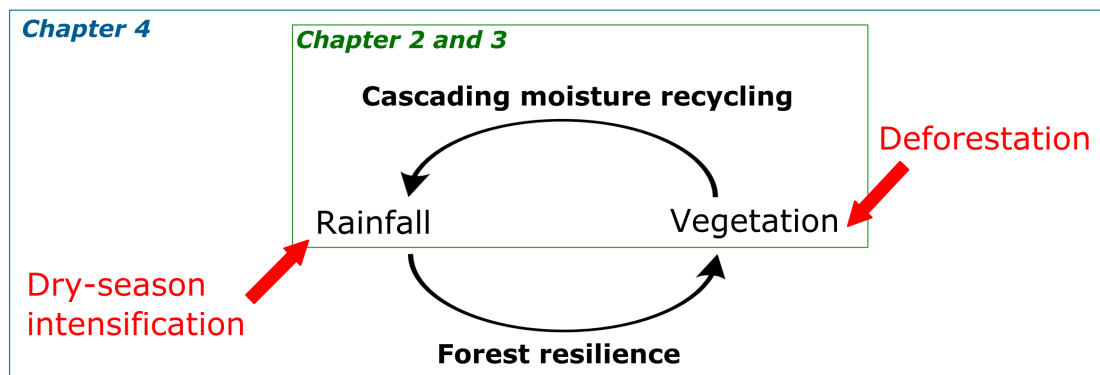 Chapter 4
Chapter 2 and 3
Cascading moisture recycling
Deforestation
Rainfall
Vegetation
Dry-season
intensification
Forest resilience